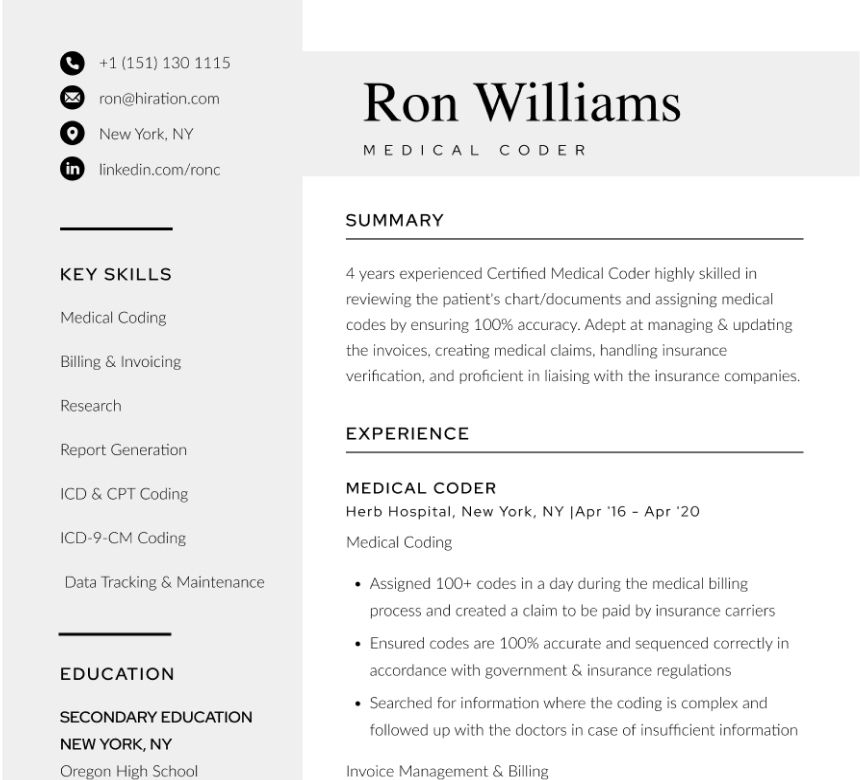 +1 (151) 130 1115
ron@hiration.com
New York, NY
linkedin.com/ronc
KEY SKILLS
Medical Coding
Billing & Invoicing
Research
Report Generation
ICD & CPT Coding
ICD-9-CM Coding
Data Tracking & Maintenance
EDUCATION
SECONDARY EDUCATION
NEW YORK, NY
Oregon High School
Ron Williams
MEDICAL CODER
SUMMARY
4 years experienced Certified Medical Coder highly skilled in
reviewing the patient's chart/documents and assigning medical
codes by ensuring 100% accuracy. Adept at managing & updating
the invoices, creating medical claims, handling insurance
verification, and proficient in liaising with the insurance companies.
EXPERIENCE
MEDICAL CODER
Herb Hospital, New York, NY |Apr '16 – Apr '20
Medical Coding
• Assigned 100+ codes in a day during the medical billing
process and created a claim to be paid by insurance carriers
• Ensured codes are 100% accurate and sequenced correctly in
accordance with government & insurance regulations
• Searched for information where the coding is complex and
followed up with the doctors in case of insufficient information
Invoice Management & Billing